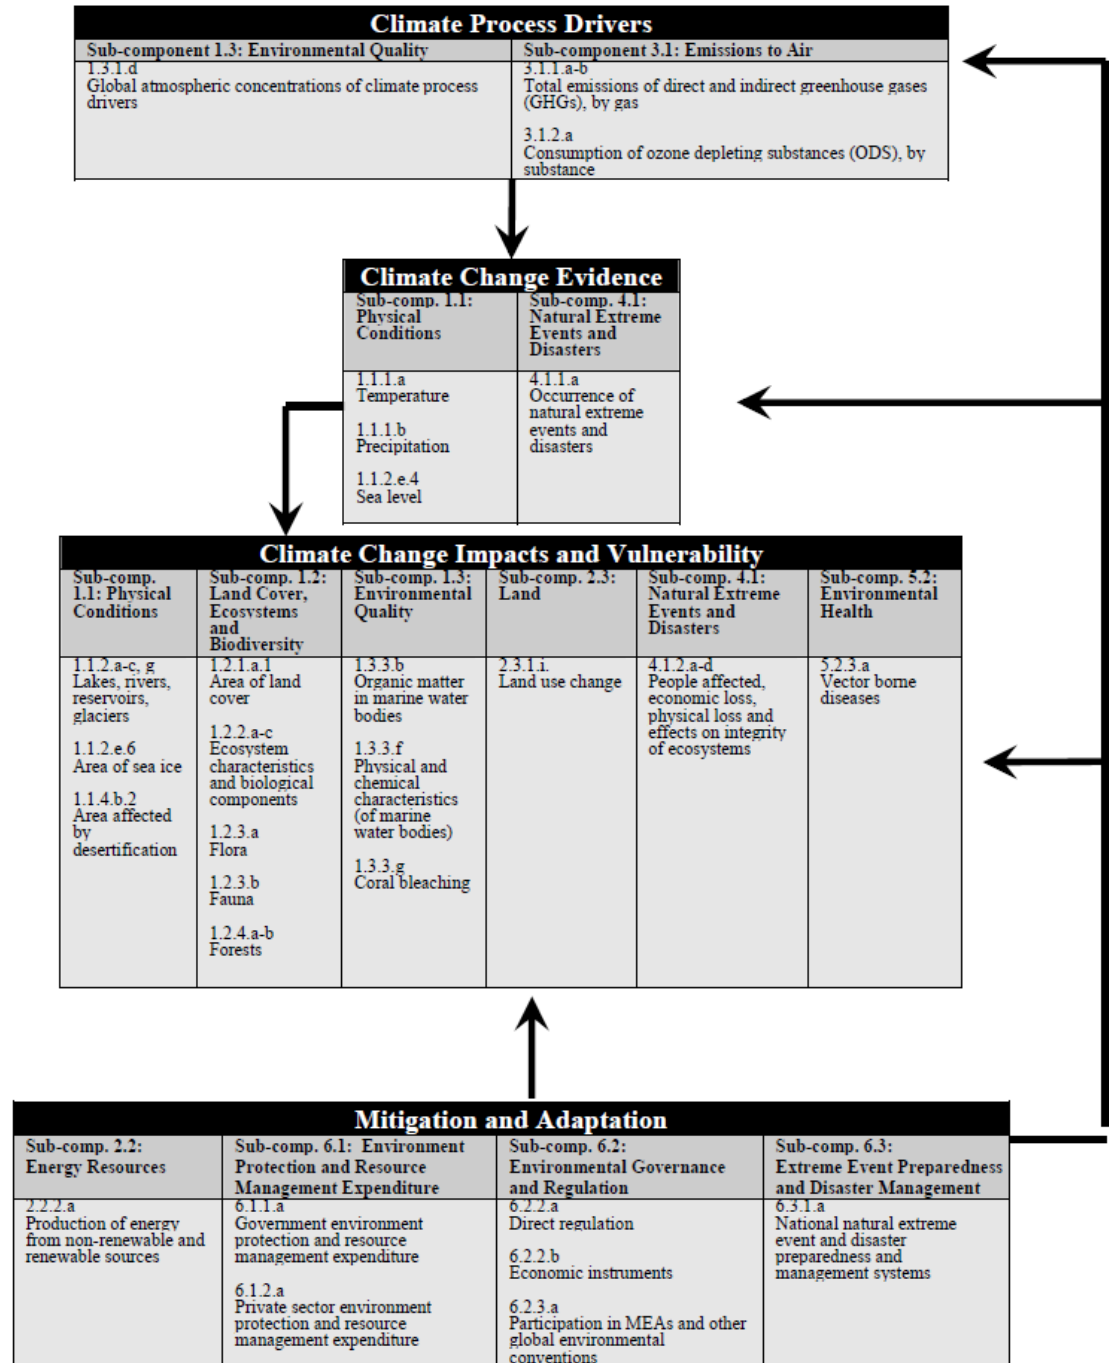 Climate Process Drivers
Sub-component 1.3: Environmental Quality
1.3.1.d
Global atmospheric concentrations of climate process
drivers
Sub-component 3.1: Emissions to Air
3.1.1.a-b
Total emissions of direct and indirect greenhouse gases
(GHGs), by gas
3.1.2.a
Consumption of ozone depleting substances (ODS), by
substance
Climate Change Evidence
Sub-comp. 1.1:
Physical
Conditions
1.1.1.a
Temperature
1.1.1.b
Precipitation
1.1.2.e.4
Sea level
Sub-comp. 4.1:
Natural Extreme
Events and
Disasters
4.1.1.a
Occurrence of
natural extreme
events and
disasters
Climate Change Impacts and Vulnerability
Sub-comp.
1.1: Physical
Conditions
1.1.2.a-c, g
Lakes, rivers,
reservoirs,
glaciers
1.1.2.e.6
Area of sea ice
1.1.4.b.2
Area affected
by
desertification
Sub-comp. 1.2:
Land Cover,
Ecosystems
and
Biodiversity
1.2.1.a.1
Area of land
cover
1.2.2.a-c
Ecosystem
characteristics
and biological
components
1.2.3.a
Flora
1.2.3.b
Fauna
1.2.4.a-b
Forests
Sub-comp. 1.3:
Environmental
Quality
1.3.3.b
Organic matter
in marine water
bodies
1.3.3.f
Physical and
chemical
characteristics
(of marine
water bodies)
1.3.3.g
Coral bleaching
Sub-comp. 2.3:
Land
2.3.1.i.
Land use change
Sub-comp. 4.1:
Natural Extreme
Events and
Disasters
4.1.2.a-d
People affected,
economic loss,
physical loss and
effects on integrity
of ecosystems
Sub-comp. 5.2:
Environmental
Health
5.2.3.a
Vector borne
diseases
Mitigation and Adaptation
Sub-comp. 2.2:
Energy Resources
2.2.2.a
Production of energy
from non-renewable and
renewable sources
Sub-comp. 6.1: Environment
Protection and Resource
Management Expenditure
6.1.1.a
Government environment
protection and resource
management expenditure
6.1.2.a
Private sector environment
protection and resource
management expenditure
Sub-comp. 6.2:
Environmental Governance
and Regulation
6.2.2.a
Direct regulation
6.2.2.b
Economic instruments
6.2.3.a
Participation in MEAs and other
global environmental
conventions
Sub-comp. 6.3:
Extreme Event Preparedness
and Disaster Management
6.3.1.a
National natural extreme
event and disaster
preparedness and
management systems